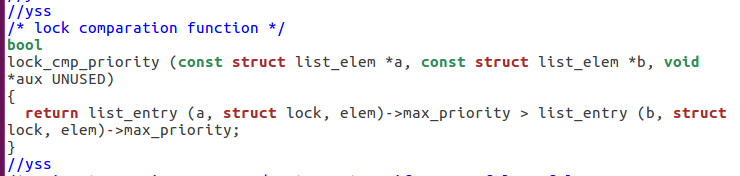 //yss
/* lock comparation function */
bool
lock_cmp_priority (const struct list_elem *a, const struct list_elem *b, void
*aux UNUSED)
{
  return list_entry (a, struct lock, elem)->max_priority > list_entry (b, struct
lock, elem)->max_priority;
}
//yss